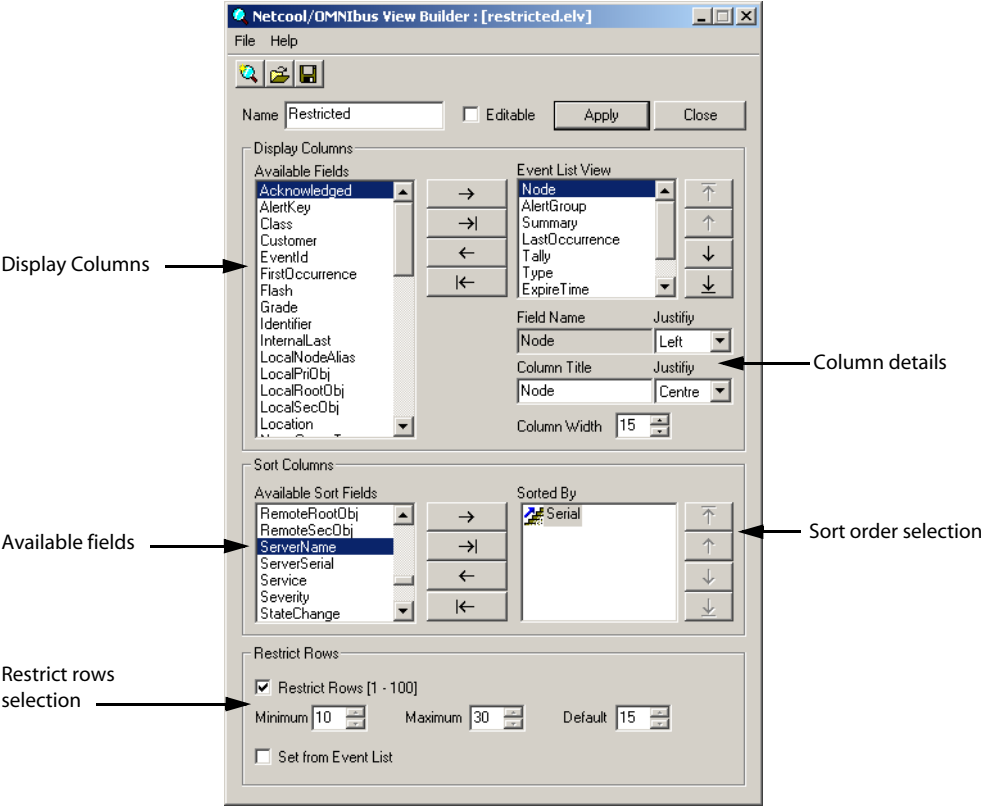 Netcool/OMNIbus View Builder : [restricted.elv]
File Help
Name Restricted Editable Apply Close
Display Columns
Available Fields
Acknowledged
AlertKey
Class
Customer
EventId
FirstOccurrence
Flash
Grade
Identifier
InternalLast
LocalNodeAlias
LocalPriObj
LocalRootObj
LocalSecObj
Location
Event List View
Node
AlertGroup
Summary
LastOccurrence
Tally
Type
ExpireTime
Field Name Justifiy
Node Left
Column Title Justifiy
Node Centre
Column Width 15
Sort Columns
Available Sort Fields
RemoteRootObj
RemoteSecObj
ServerName
ServerSerial
Service
Severity
StateChange
Sorted By
Serial
Restrict Rows
Restrict Rows [1 - 100]
Minimum 10 Maximum 30 Default 15
Set from Event List
Display Columns
Available fields
Restrict rows
selection
Column details
Sort order selection